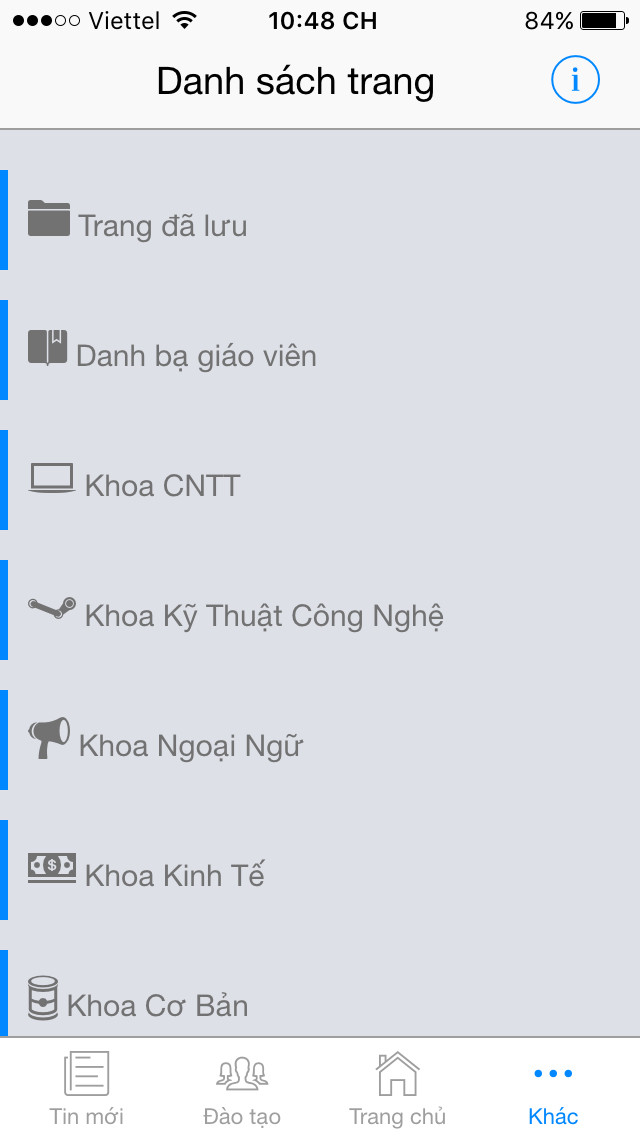 Viettel 10:48 CH 84%
Danh sách trang i
Trang đã lưu
Danh bạ giáo viên
Khoa CNTT
Khoa Kỹ Thuật Công Nghệ
Khoa Ngoại Ngữ
$ Khoa Kinh Tế
Khoa Cơ Bản
Tin mới Đào tạo Trang chủ Khác